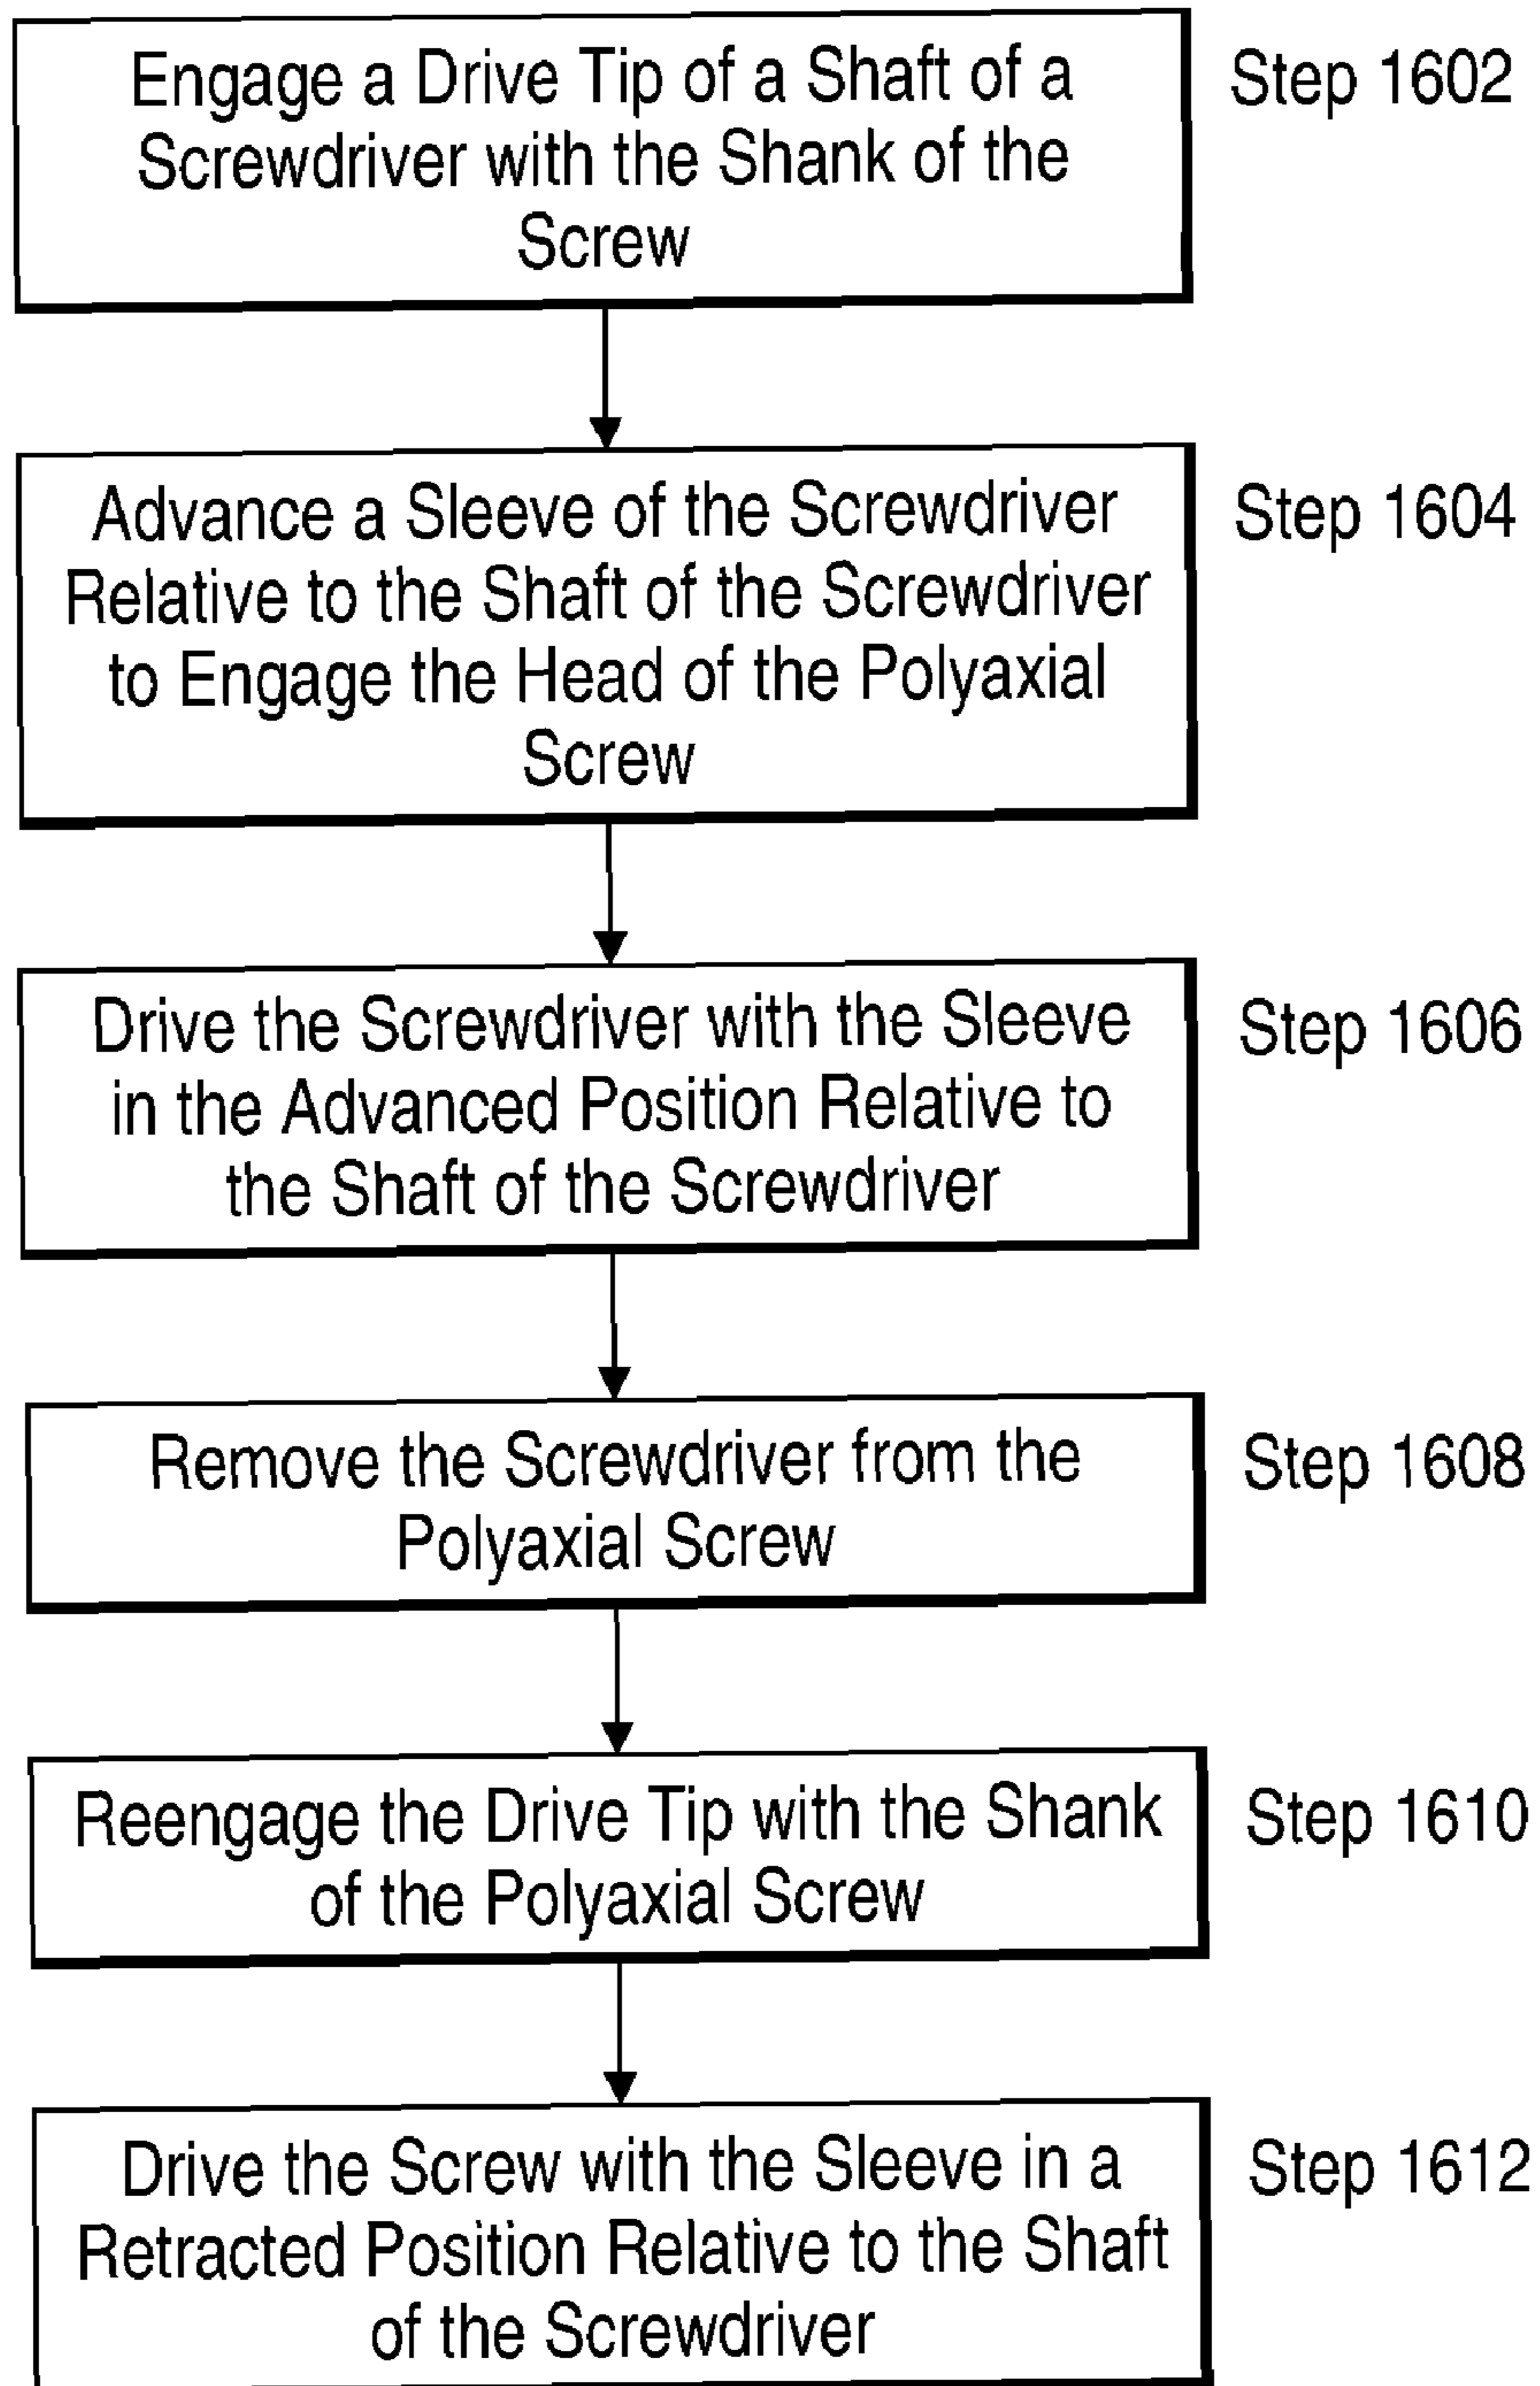 Engage a Drive Tip of a Shaft of a
Screwdriver with the Shank of the
Screw
Step 1602
Advance a Sleeve of the Screwdriver
Relative to the Shaft of the Screwdriver
to Engage the Head of the Polyaxial
Screw
Step 1604
Drive the Screwdriver with the Sleeve
in the Advanced Position Relative to
the Shaft of the Screwdriver
Step 1606
Remove the Screwdriver from the
Polyaxial Screw
Step 1608
Reengage the Drive Tip with the Shank
of the Polyaxial Screw
Step 1610
Drive the Screw with the Sleeve in a
Retracted Position Relative to the Shaft
of the Screwdriver
Step 1612